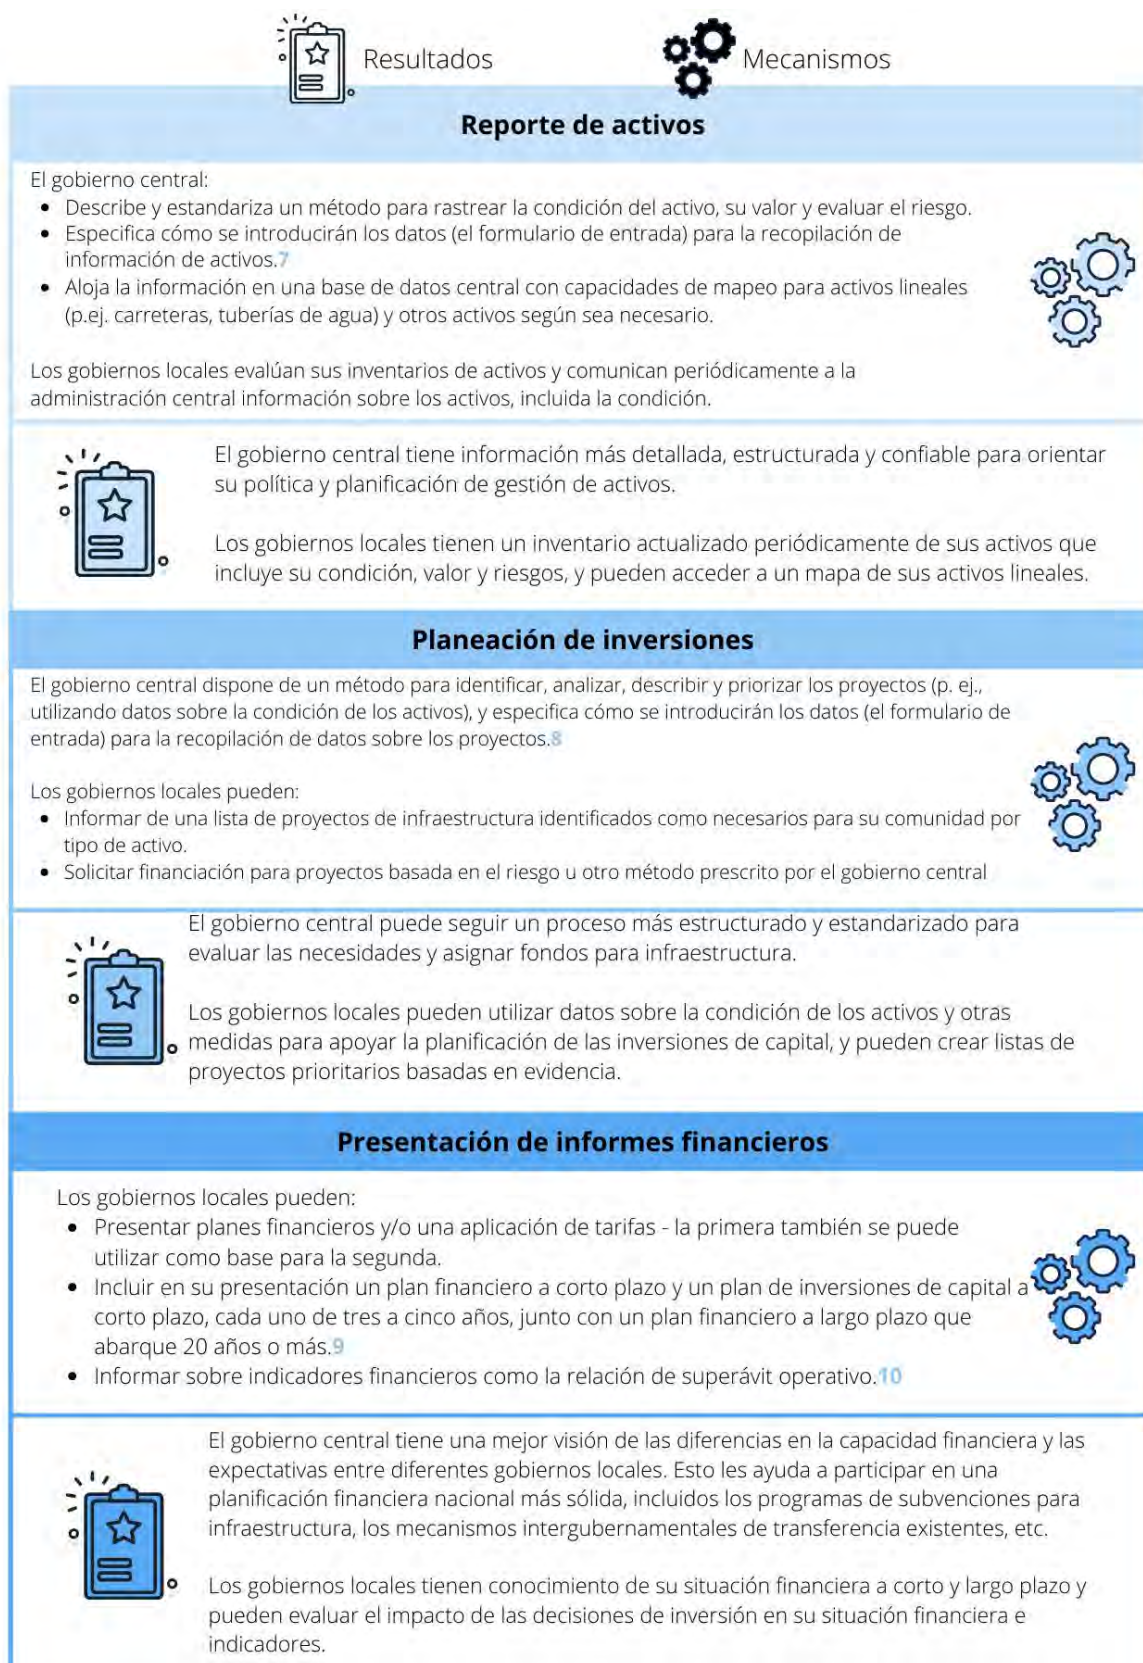 Resultados
Mecanismos
Reporte de activos
El gobierno central:
• Describe y estandariza un método para rastrear la condición del activo, su valor y evaluar el riesgo.
• Especifica cómo se introducirán los datos (el formulario de entrada) para la recopilación de
información de activos.7
• Aloja la información en una base de datos central con capacidades de mapeo para activos lineales
(p.ej. carreteras, tuberías de agua) y otros activos según sea necesario.
Los gobiernos locales evalúan sus inventarios de activos y comunican periódicamente a la
administración central información sobre los activos, incluida la condición.
El gobierno central tiene información más detallada, estructurada y confiable para orientar
su política y planificación de gestión de activos.
Los gobiernos locales tienen un inventario actualizado periódicamente de sus activos que
incluye su condición, valor y riesgos, y pueden acceder a un mapa de sus activos lineales.
Planeación de inversiones
El gobierno central dispone de un método para identificar, analizar, describir y priorizar los proyectos (p. ej.,
utilizando datos sobre la condición de los activos), y especifica cómo se introducirán los datos (el formulario de
entrada) para la recopilación de datos sobre los proyectos.8
Los gobiernos locales pueden:
• Informar de una lista de proyectos de infraestructura identificados como necesarios para su comunidad por
tipo de activo.
• Solicitar financiación para proyectos basada en el riesgo u otro método prescrito por el gobierno central
El gobierno central puede seguir un proceso más estructurado y estandarizado para
evaluar las necesidades y asignar fondos para infraestructura.
Los gobiernos locales pueden utilizar datos sobre la condición de los activos y otras
medidas para apoyar la planificación de las inversiones de capital, y pueden crear listas de
proyectos prioritarios basadas en evidencia.
Presentación de informes financieros
Los gobiernos locales pueden:
• Presentar planes financieros y/o una aplicación de tarifas - la primera también se puede
utilizar como base para la segunda.
• Incluir en su presentación un plan financiero a corto plazo y un plan de inversiones de capital a
corto plazo, cada uno de tres a cinco años, junto con un plan financiero a largo plazo que
abarque 20 años o más.9
• Informar sobre indicadores financieros como la relación de superávit operativo.10
El gobierno central tiene una mejor visión de las diferencias en la capacidad financiera y las
expectativas entre diferentes gobiernos locales. Esto les ayuda a participar en una
planificación financiera nacional más sólida, incluidos los programas de subvenciones para
infraestructura, los mecanismos intergubernamentales de transferencia existentes, etc.
Los gobiernos locales tienen conocimiento de su situación financiera a corto y largo plazo y
pueden evaluar el impacto de las decisiones de inversión en su situación financiera e
indicadores.